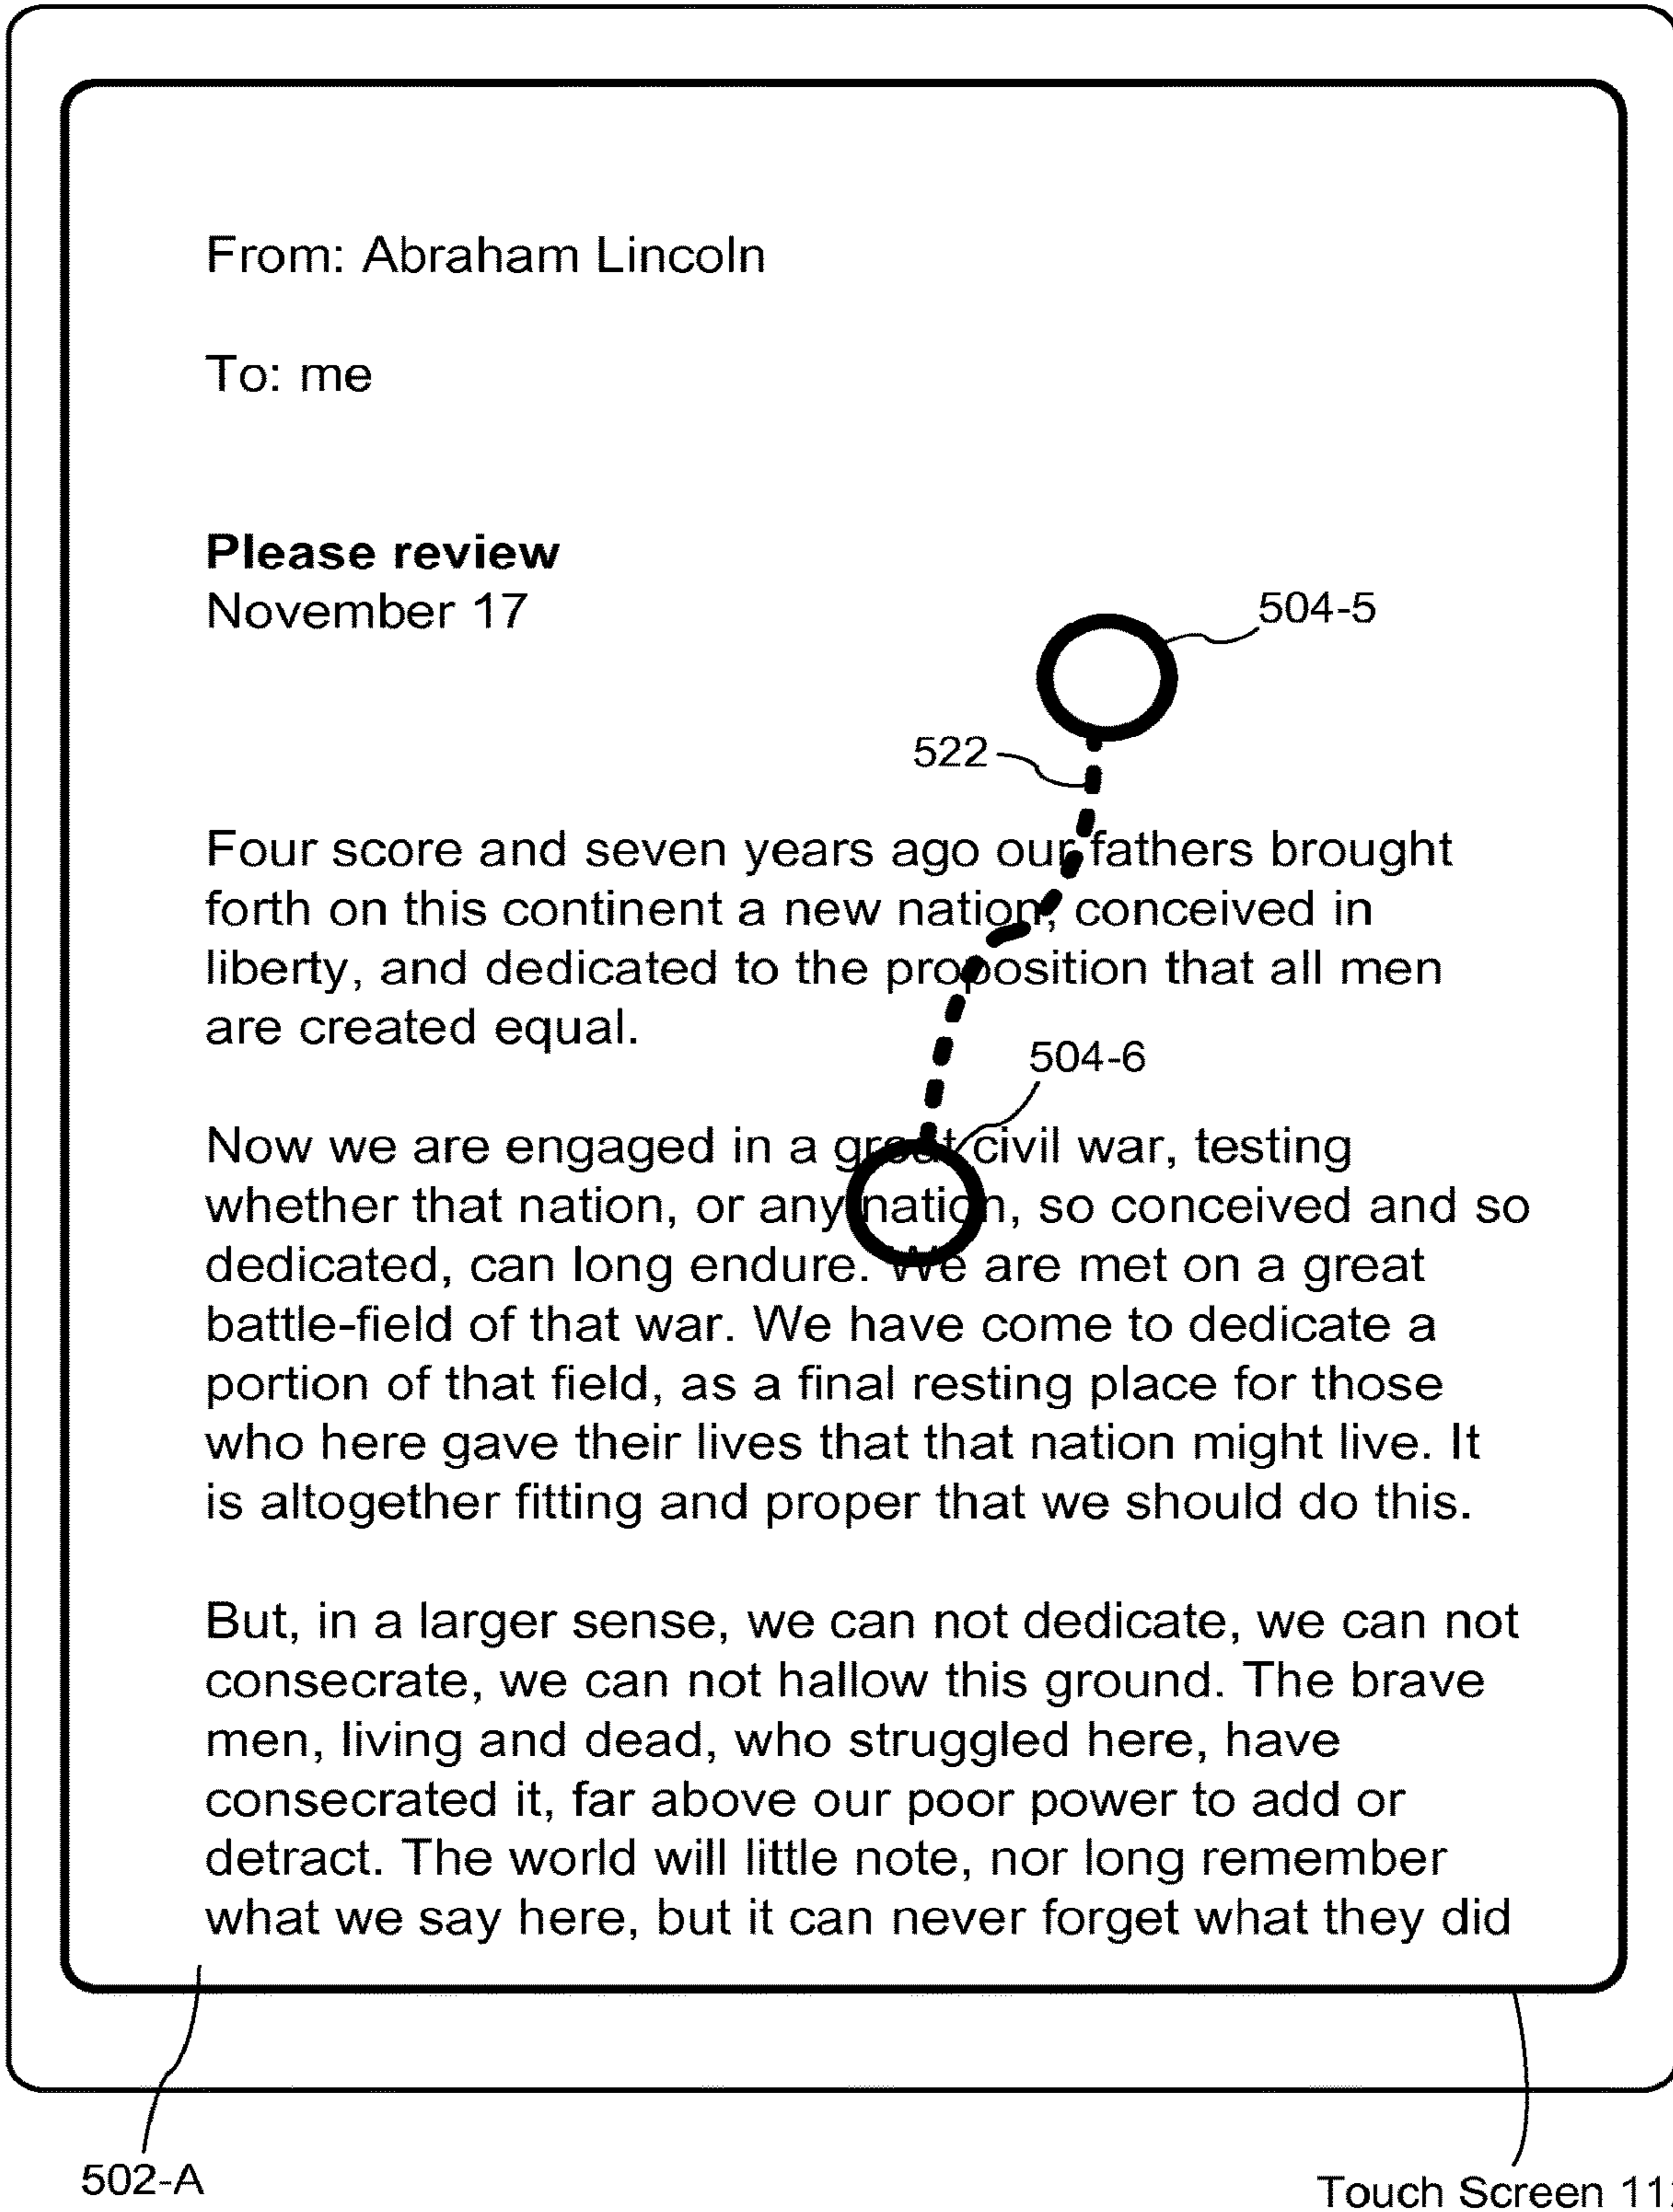 From: Abraham Lincoln
To: me
Please review
November 17
504-5
522
Four score and seven years ago our fathers brought
forth on this continent a new nation, conceived in
liberty, and dedicated to the proposition that all men
are created equal.
504-6
Now we are engaged in a great civil war, testing
whether that nation, or any nation, so conceived and so
dedicated, can long endure. We are met on a great
battle-field of that war. We have come to dedicate a
portion of that field, as a final resting place for those
who here gave their lives that that nation might live. It
is altogether fitting and proper that we should do this.
But, in a larger sense, we can not dedicate, we can not
consecrate, we can not hallow this ground. The brave
men, living and dead, who struggled here, have
consecrated it, far above our poor power to add or
detract. The world will little note, nor long remember
what we say here, but it can never forget what they did
502-A
Touch Screen